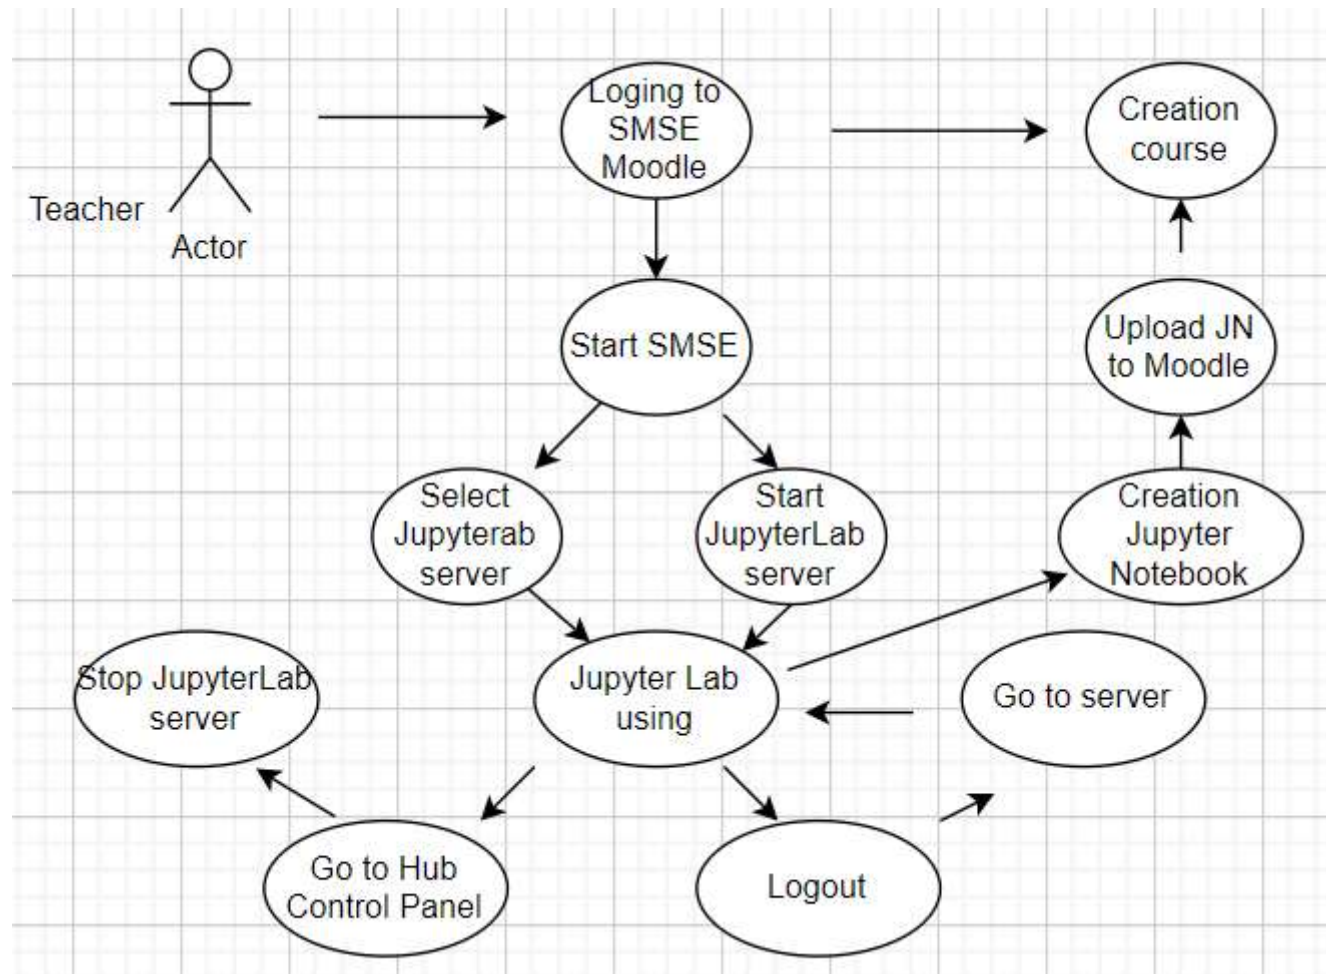 Teacher
Actor
Loging to
SMSE
Moodle
Creation
course
Start SMSE
Upload JN
to Moodle
Select
Jupyterab
server
Start
JupyterLab
server
Creation
Jupyter
Notebook
Stop JupyterLab
server
Jupyter Lab
using
Go to server
Go to Hub
Control Panel
Logout